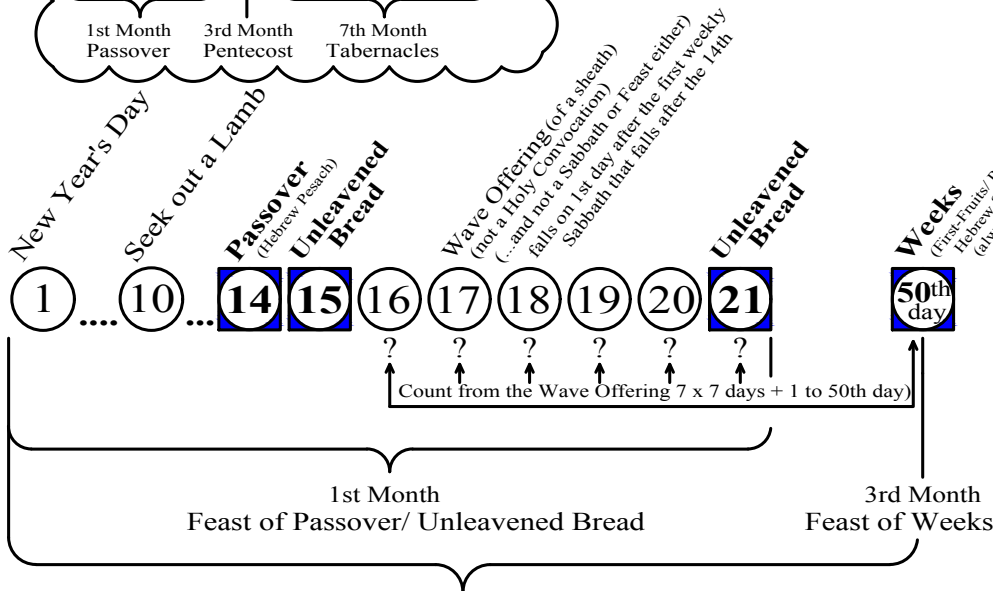 1st Month
Passover
3rd Month
Pentecost
7th Month
Tabernacles
New Year's Day
Seek out a Lamb
Passover
(Hebrew Pesach)
Unleavened
Bread
Wave Offering (of a sheath)
(not a Holy Convocation)
(...and not a Sabbath or Feast either)
falls on 1st day after the first weekly
Sabbath that falls after the 14th
Unleavened
Bread
Weeks
(First-Fruits/
Hebrew
1 .... 10 ... 14 15 16 17 18 19 20 21 50th
day
? ? ? ? ? ?
Count from the Wave Offering 7 x 7 days + 1 to 50th day)
1st Month
Feast of Passover/ Unleavened Bread
3rd Month
Feast of Weeks